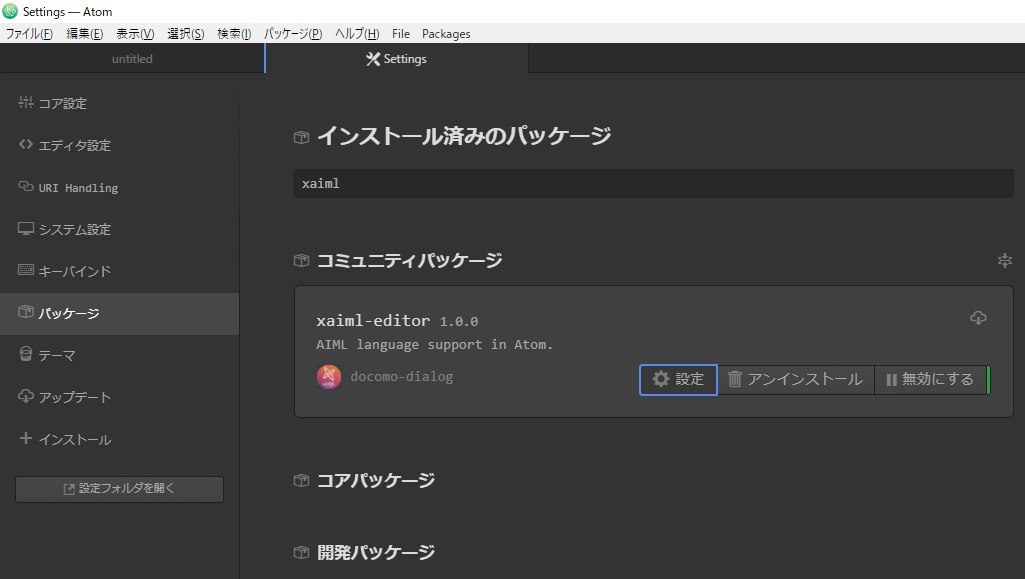 Settings — Atom
ファイル(F) 編集(E) 表示(V) 選択(S) 検索(I) パッケージ(P) ヘルプ(H) File Packages
untitled
Settings
コア設定
エディタ設定
URI Handling
システム設定
キーバインド
パッケージ
テーマ
アップデート
インストール
設定フォルダを開く
インストール済みのパッケージ
xaiml
コミュニティパッケージ
xaiml-editor 1.0.0
AIML language support in Atom.
docomo-dialog
設定 アンインストール 無効にする
コアパッケージ
開発パッケージ